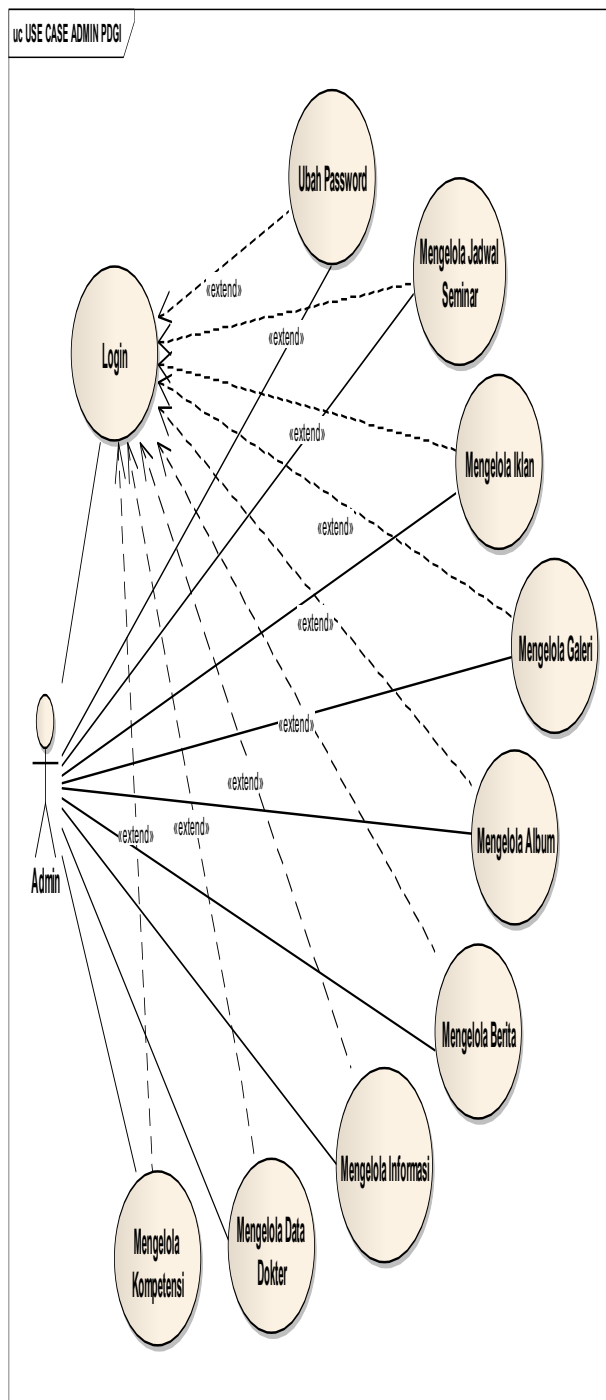 uc USE CASE ADMIN PDGI
Ubah Password
Mengelola Jadwal
Seminar
«extend»
«extend»
Login
«extend»
Mengelola Iklan
«extend»
«extend»
Mengelola Galeri
«extend»
«extend»
«extend»
«extend»
Mengelola Album
Admin
Mengelola Berita
Mengelola Informasi
Mengelola Data
Dokter
Mengelola
Kompetensi